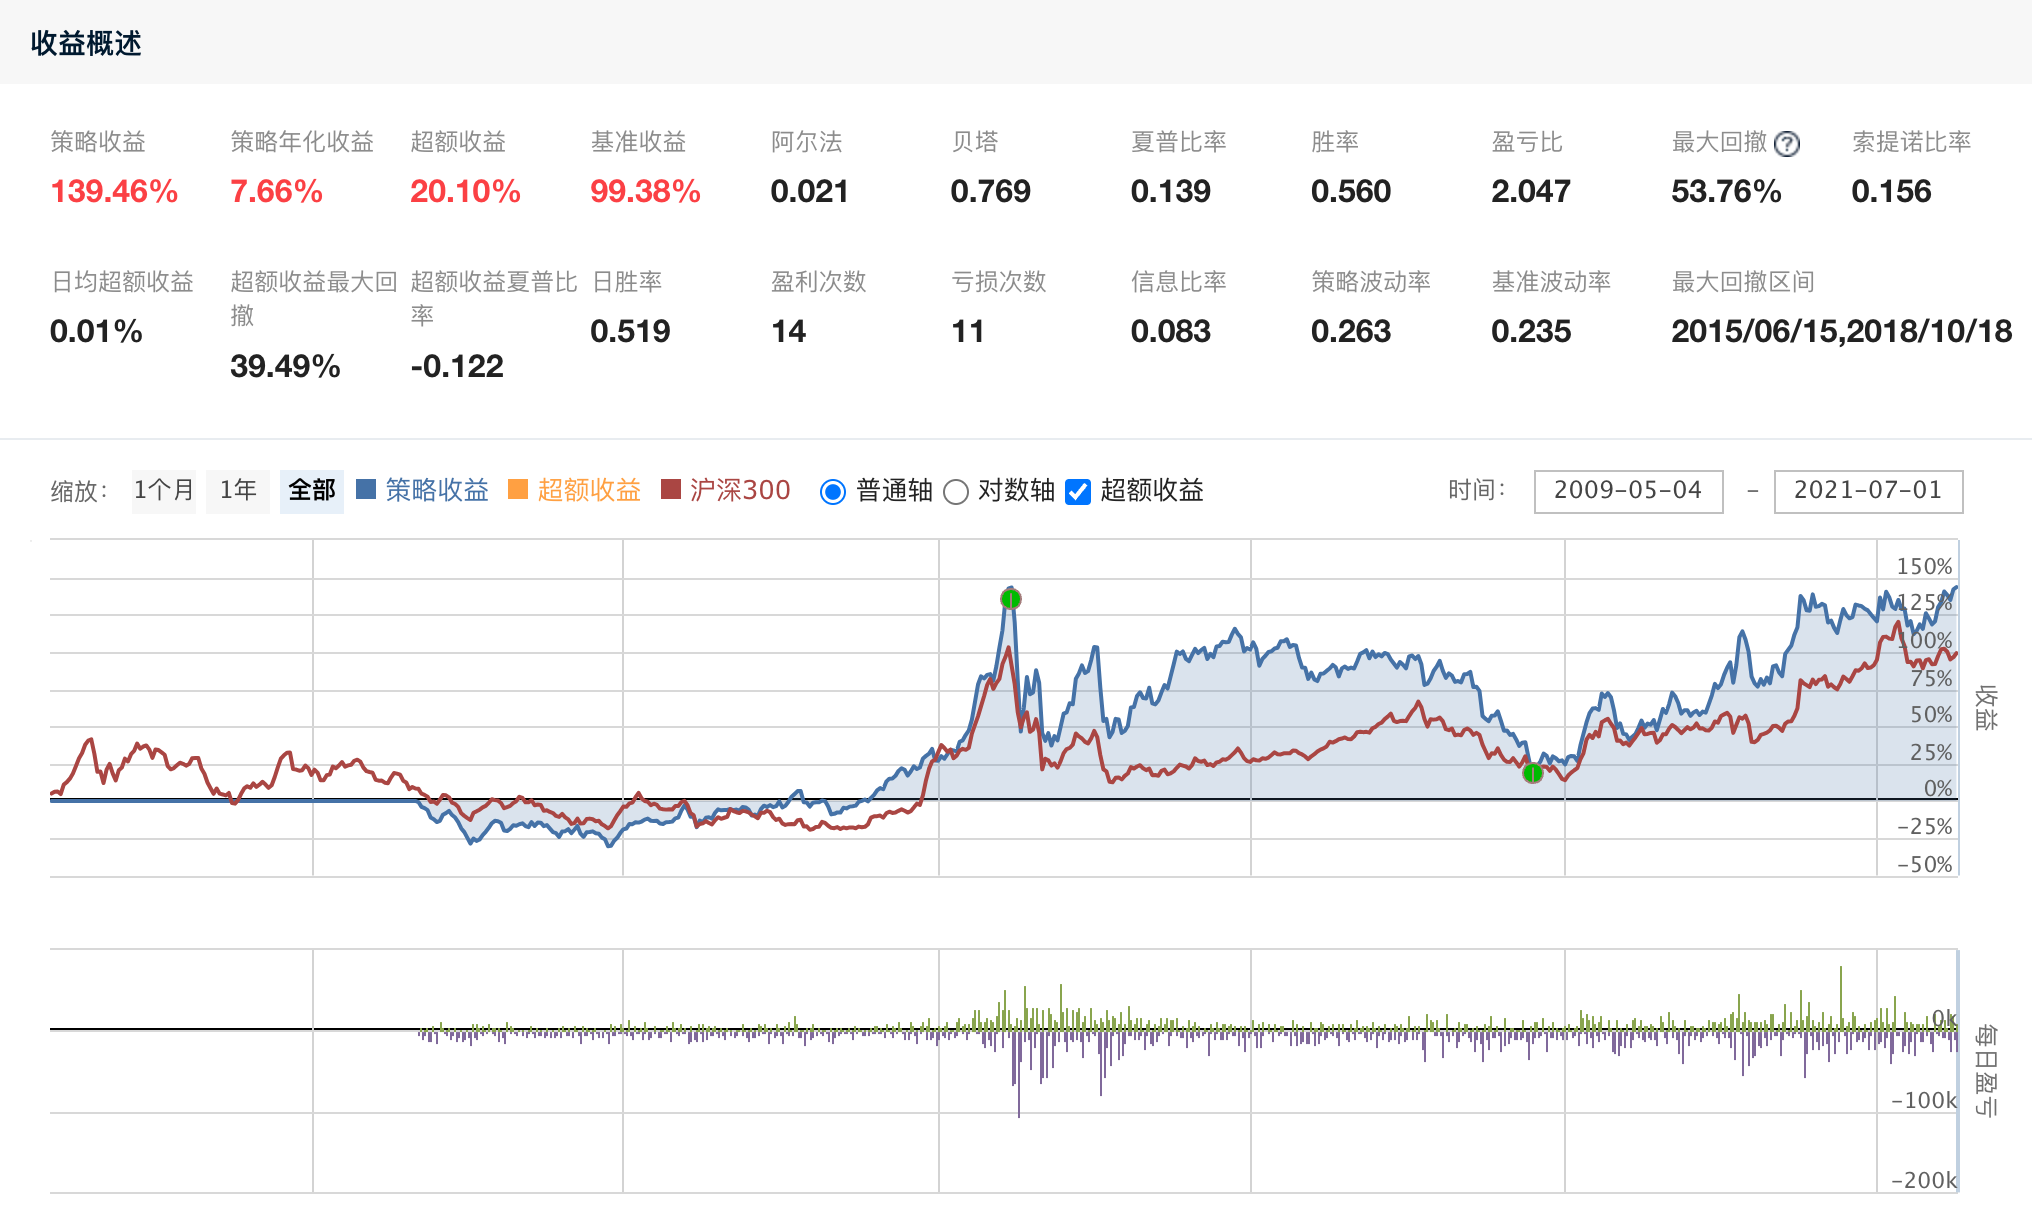 收益概述
策略收益 策略年化收益 超额收益 基准收益 阿尔法 贝塔 夏普比率 胜率 盈亏比 最大回撤 ? 索提诺比率
139.46% 7.66% 20.10% 99.38% 0.021 0.769 0.139 0.560 2.047 53.76% 0.156
日均超额收益 超额收益最大回撤 超额收益夏普比率 日胜率 盈利次数 亏损次数 信息比率 策略波动率 基准波动率 最大回撤区间
0.01% 39.49% -0.122 0.519 14 11 0.083 0.263 0.235 2015/06/15,2018/10/18
缩放： 1个月 1年 全部 策略收益 超额收益 沪深300 普通轴 对数轴 超额收益 时间： 2009-05-04 – 2021-07-01
150%
125%
100%
75%
50%
25%
0%
-25%
-50%
收益
0k
-100k
-200k
每日盈亏